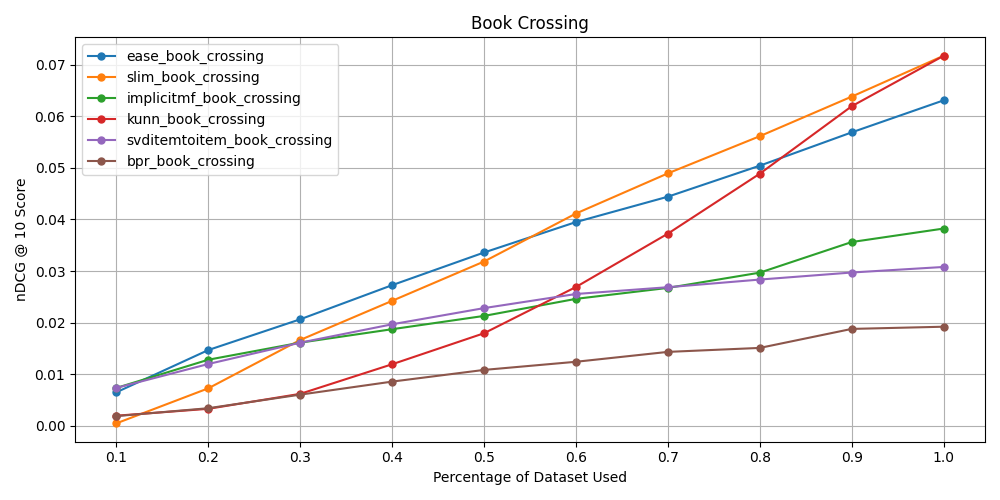 Book Crossing
ease_book_crossing
slim_book_crossing
implicitmf_book_crossing
kunn_book_crossing
svditemtoitem_book_crossing
bpr_book_crossing
nDCG @ 10 Score
0.07
0.06
0.05
0.04
0.03
0.02
0.01
0.00
0.1 0.2 0.3 0.4 0.5 0.6 0.7 0.8 0.9 1.0
Percentage of Dataset Used